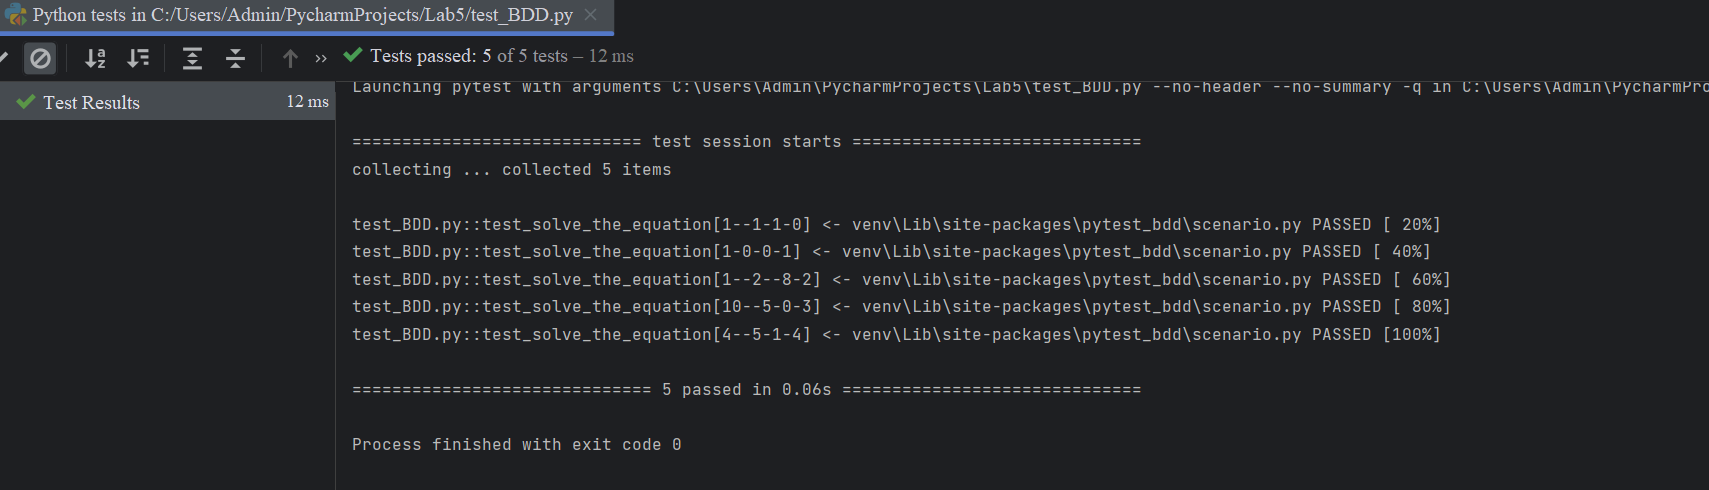 Python tests in C:/Users/Admin/PycharmProjects/Lab5/test_BDD.py
Tests passed: 5 of 5 tests – 12 ms
Test Results 12 ms
Launching pytest with arguments C:\Users\Admin\PycharmProjects\Lab5\test_BDD.py --no-header --no-summary -q in C:\Users\Admin\PycharmPro
============================= test session starts =============================
collecting ... collected 5 items
test_BDD.py::test_solve_the_equation[1--1-1-0] <- venv\Lib\site-packages\pytest_bdd\scenario.py PASSED [ 20%]
test_BDD.py::test_solve_the_equation[1-0-0-1] <- venv\Lib\site-packages\pytest_bdd\scenario.py PASSED [ 40%]
test_BDD.py::test_solve_the_equation[1--2--8-2] <- venv\Lib\site-packages\pytest_bdd\scenario.py PASSED [ 60%]
test_BDD.py::test_solve_the_equation[10--5-0-3] <- venv\Lib\site-packages\pytest_bdd\scenario.py PASSED [ 80%]
test_BDD.py::test_solve_the_equation[4--5-1-4] <- venv\Lib\site-packages\pytest_bdd\scenario.py PASSED [100%]
============================== 5 passed in 0.06s ==============================
Process finished with exit code 0